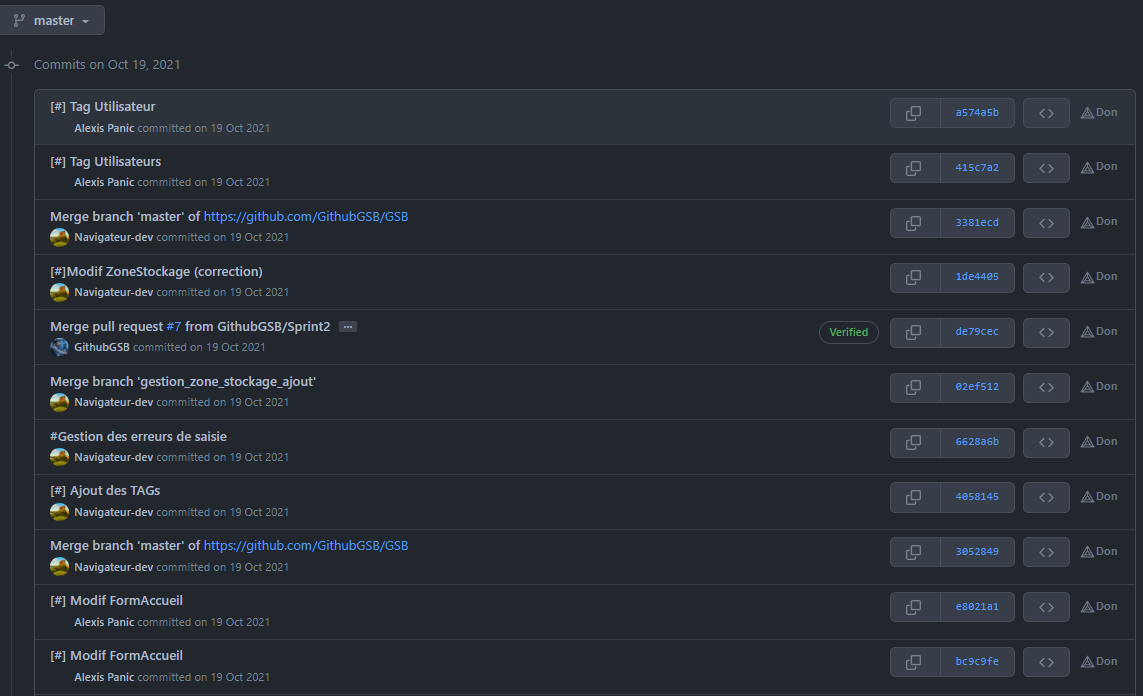 master
Commits on Oct 19, 2021
[#] Tag Utilisateur
Alexis Panic committed on 19 Oct 2021
a574a5b
<>
Don
[#] Tag Utilisateurs
Alexis Panic committed on 19 Oct 2021
415c7a2
<>
Don
Merge branch 'master' of https://github.com/GithubGSB/GSB
Navigateur-dev committed on 19 Oct 2021
3381ecd
<>
Don
[#]Modif ZoneStockage (correction)
Navigateur-dev committed on 19 Oct 2021
1de4405
<>
Don
Merge pull request #7 from GithubGSB/Sprint2 ...
GithubGSB committed on 19 Oct 2021
Verified
de79cec
<>
Don
Merge branch 'gestion_zone_stockage_ajout'
Navigateur-dev committed on 19 Oct 2021
02ef512
<>
Don
#Gestion des erreurs de saisie
Navigateur-dev committed on 19 Oct 2021
6628a6b
<>
Don
[#] Ajout des TAGs
Navigateur-dev committed on 19 Oct 2021
4058145
<>
Don
Merge branch 'master' of https://github.com/GithubGSB/GSB
Navigateur-dev committed on 19 Oct 2021
3052849
<>
Don
[#] Modif FormAccueil
Alexis Panic committed on 19 Oct 2021
e8021a1
<>
Don
[#] Modif FormAccueil
Alexis Panic committed on 19 Oct 2021
bc9c9fe
<>
Don